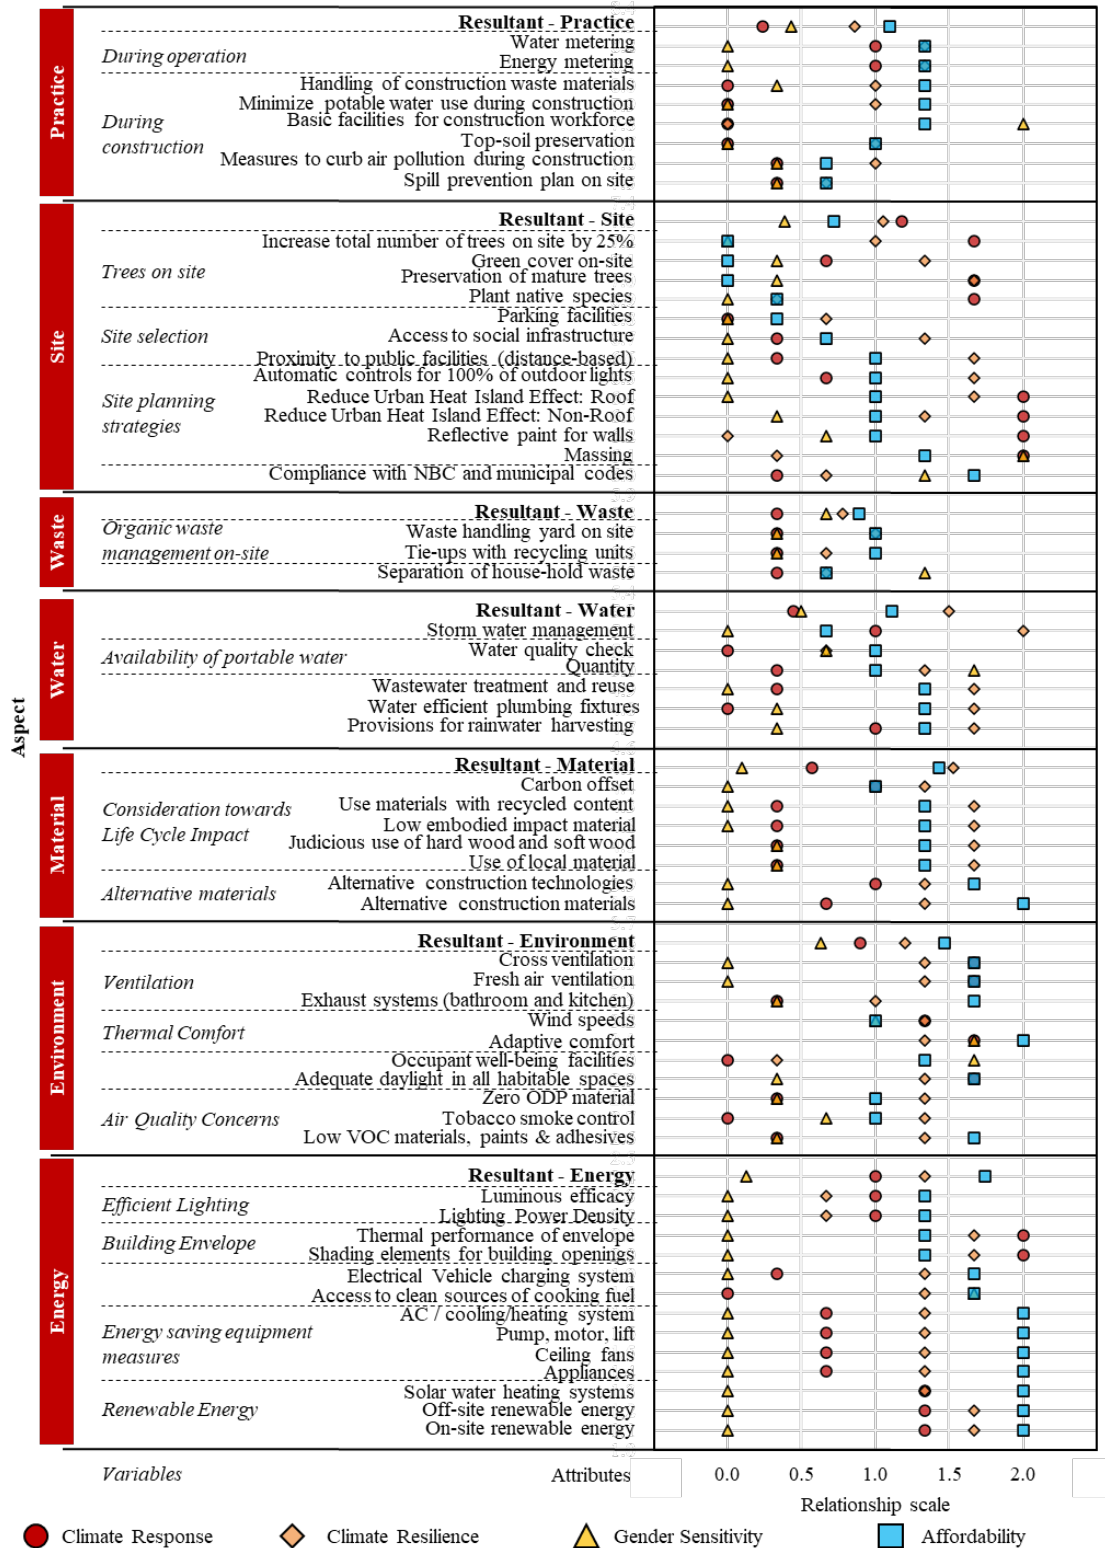 Aspect
Practice
Resultant - Practice
During operation
Water metering
Energy metering
During
construction
Handling of construction waste materials
Minimize potable water use during construction
Basic facilities for construction workforce
Top-soil preservation
Measures to curb air pollution during construction
Spill prevention plan on site
Site
Resultant - Site
Trees on site
Increase total number of trees on site by 25%
Green cover on-site
Preservation of mature trees
Plant native species
Site selection
Parking facilities
Access to social infrastructure
Proximity to public facilities (distance-based)
Site planning
strategies
Automatic controls for 100% of outdoor lights
Reduce Urban Heat Island Effect: Roof
Reduce Urban Heat Island Effect: Non-Roof
Reflective paint for walls
Massing
Compliance with NBC and municipal codes
Waste
Resultant - Waste
Organic waste
management on-site
Waste handling yard on site
Tie-ups with recycling units
Separation of house-hold waste
Water
Resultant - Water
Storm water management
Availability of portable water
Water quality check
Quantity
Wastewater treatment and reuse
Water efficient plumbing fixtures
Provisions for rainwater harvesting
Material
Resultant - Material
Consideration towards
Life Cycle Impact
Carbon offset
Use materials with recycled content
Low embodied impact material
Judicious use of hard wood and soft wood
Use of local material
Alternative materials
Alternative construction technologies
Alternative construction materials
Environment
Resultant - Environment
Ventilation
Cross ventilation
Fresh air ventilation
Exhaust systems (bathroom and kitchen)
Thermal Comfort
Wind speeds
Adaptive comfort
Occupant well-being facilities
Adequate daylight in all habitable spaces
Air Quality Concerns
Zero ODP material
Tobacco smoke control
Low VOC materials, paints & adhesives
Energy
Resultant - Energy
Efficient Lighting
Luminous efficacy
Lighting Power Density
Building Envelope
Thermal performance of envelope
Shading elements for building openings
Electrical Vehicle charging system
Access to clean sources of cooking fuel
Energy saving equipment
measures
AC / cooling/heating system
Pump, motor, lift
Ceiling fans
Appliances
Renewable Energy
Solar water heating systems
Off-site renewable energy
On-site renewable energy
Variables
Attributes
0.0 0.5 1.0 1.5 2.0
Relationship scale
Climate Response
Climate Resilience
Gender Sensitivity
Affordability